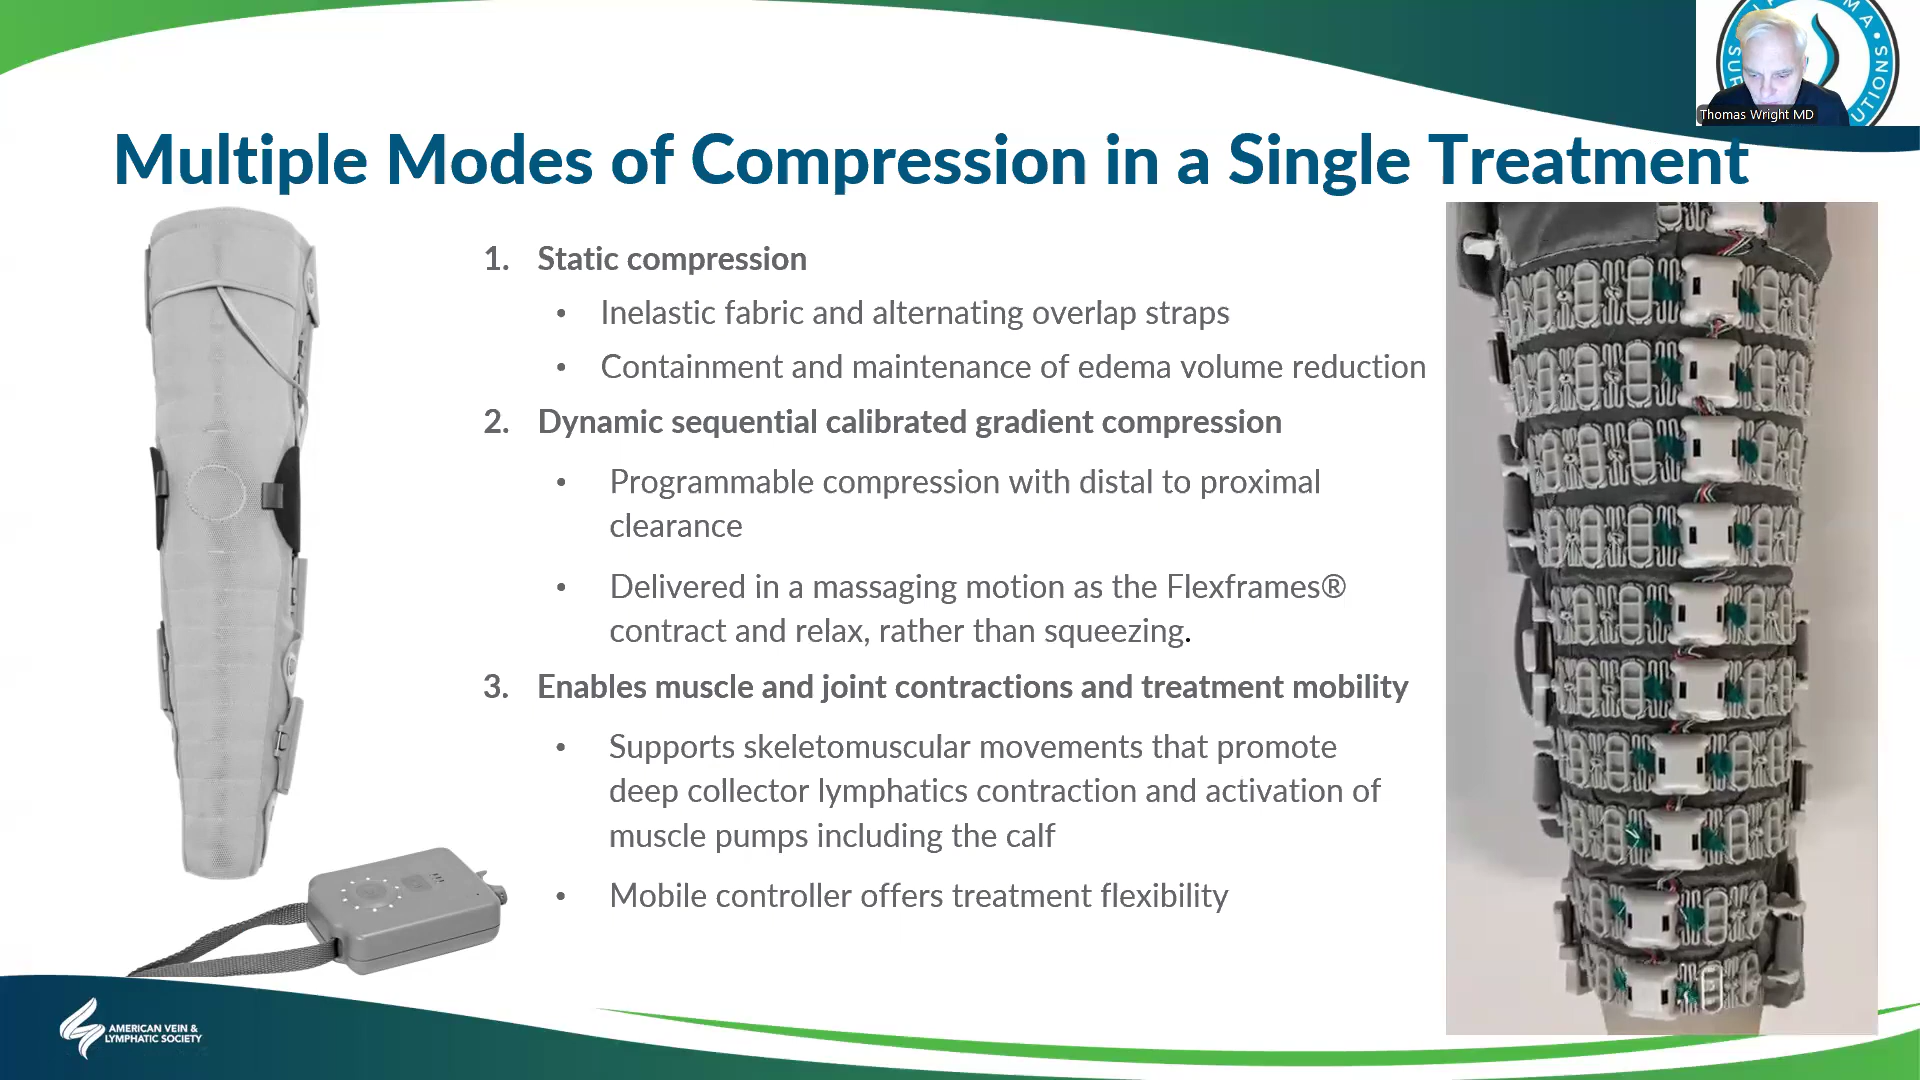 Thomas Wright MD
Multiple Modes of Compression in a Single Treatment
1. Static compression
• Inelastic fabric and alternating overlap straps
• Containment and maintenance of edema volume reduction
2. Dynamic sequential calibrated gradient compression
• Programmable compression with distal to proximal
clearance
• Delivered in a massaging motion as the Flexframes®
contract and relax, rather than squeezing.
3. Enables muscle and joint contractions and treatment mobility
• Supports skeletomuscular movements that promote
deep collector lymphatics contraction and activation of
muscle pumps including the calf
• Mobile controller offers treatment flexibility
AMERICAN VEIN &
LYMPHATIC SOCIETY